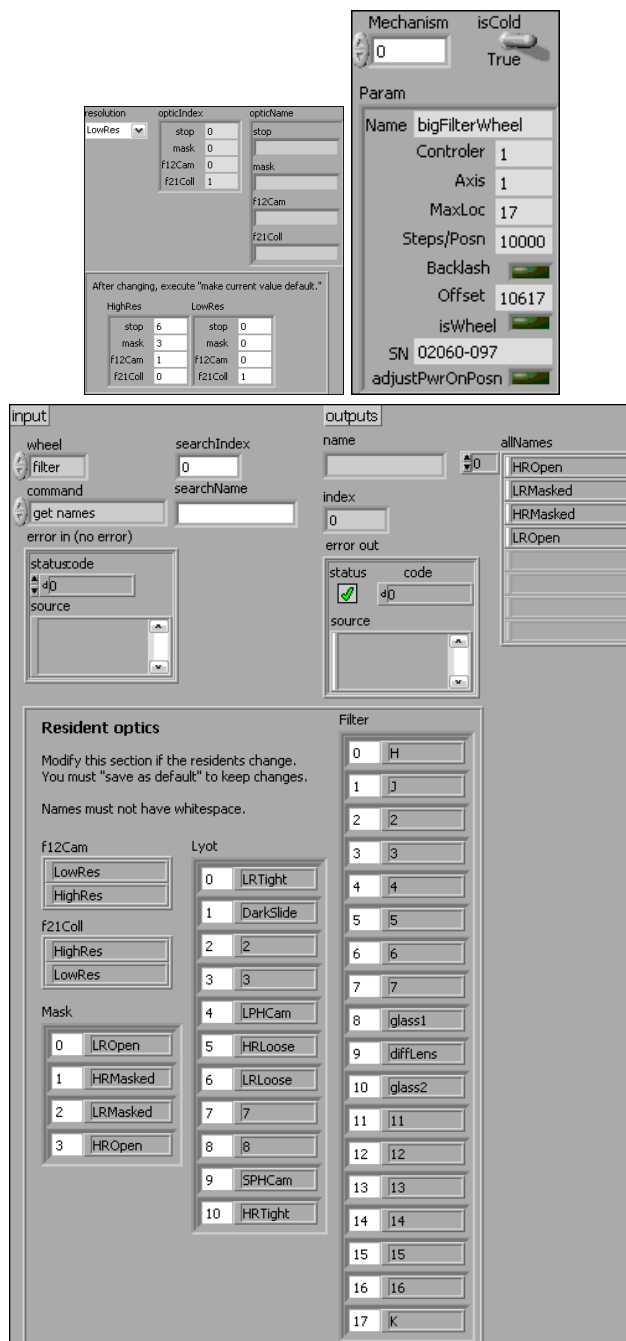 resolution opticIndex opticName
LowRes stop 0 stop
mask 0
f12Cam 0 mask
f21Coll 1
f12Cam
f21Coll
After changing, execute "make current value default."
HighRes LowRes
stop 6 stop 0
mask 3 mask 0
f12Cam 1 f12Cam 0
f21Coll 0 f21Coll 1
Mechanism isCold
0
True
Param
Name bigFilterWheel
Controler 1
Axis 1
MaxLoc 17
Steps/Posn 10000
Backlash
Offset 10617
isWheel
SN 02060-097
adjustPwrOnPosn
input outputs
wheel searchIndex name allNames
filter 0 0 HROpen
command searchName LRMasked
get names index HRMasked
0 LROpen
error in (no error) error out
status code status code
d0 d0
source source
Resident optics
Modify this section if the residents change.
You must "save as default" to keep changes.
Names must not have whitespace.
f12Cam
LowRes
HighRes
f21Coll
HighRes
LowRes
Mask
0 LROpen
1 HRMasked
2 LRMasked
3 HROpen
Lyot
0 LRTight
1 DarkSlide
2 2
3 3
4 LPHCam
5 HRLoose
6 LRLoose
7 7
8 8
9 SPHCam
10 HRTight
Filter
0 H
1 J
2 2
3 3
4 4
5 5
6 6
7 7
8 glass1
9 diffLens
10 glass2
11 11
12 12
13 13
14 14
15 15
16 16
17 K